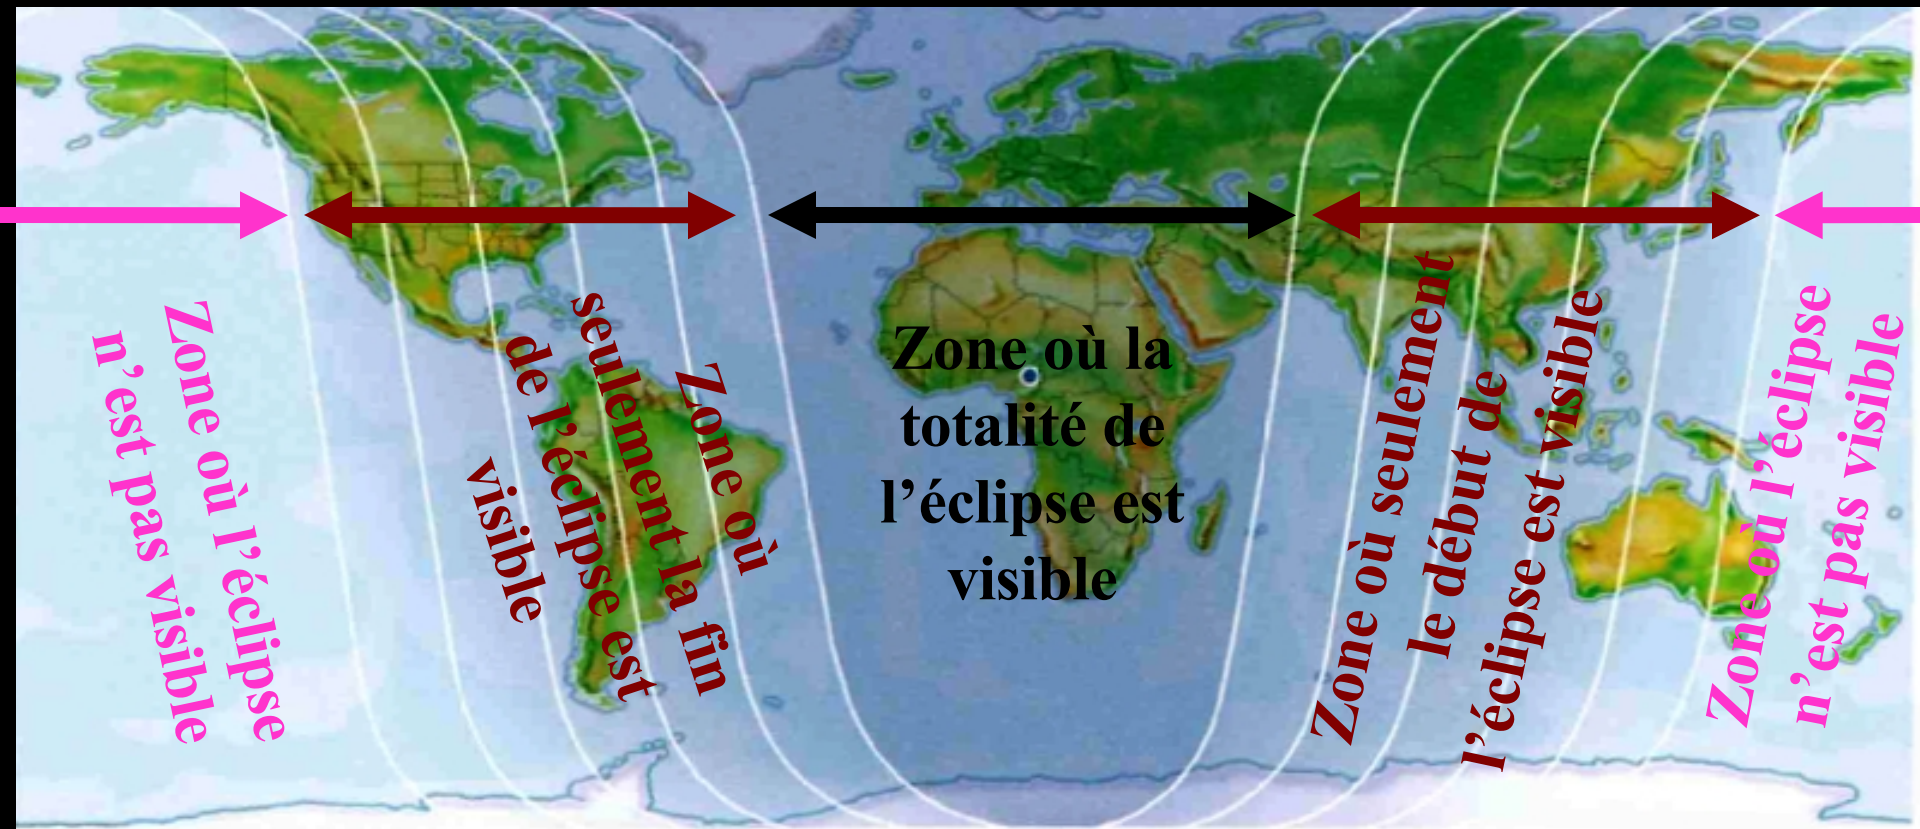 Zone où l'éclipse
n'est pas visible
Zone où
seulement la fin
de l'éclipse est
visible
Zone où la
totalité de
l'éclipse est
visible
Zone où seulement
le début de
l'éclipse est visible
Zone où l'éclipse
n'est pas visible